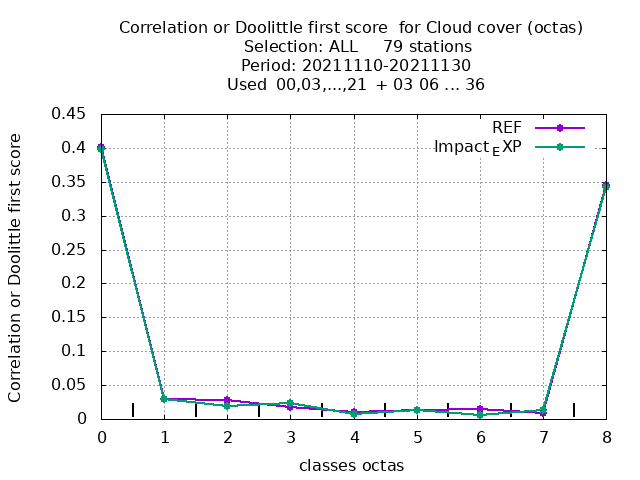 Correlation or Doolittle first score  for Cloud cover (octas)
Selection: ALL     79 stations
Period: 20211110-20211130
Used  00,03,...,21  + 03 06 ... 36
Correlation or Doolittle first score
0.45
0.4
0.35
0.3
0.25
0.2
0.15
0.1
0.05
0
REF
Impact_EXP
0 1 2 3 4 5 6 7 8
classes octas